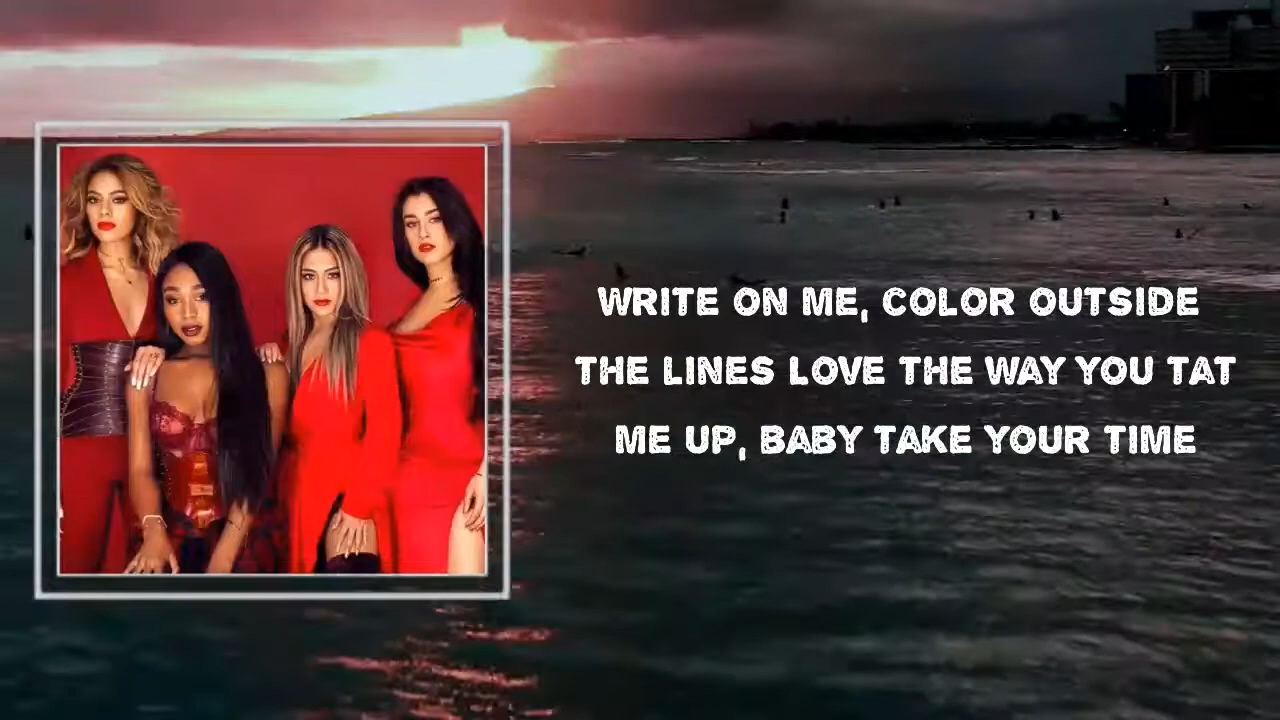 WRITE ON ME, COLOR OUTSIDE
THE LINES LOVE THE WAY YOU TAT
ME UP, BABY TAKE YOUR TIME